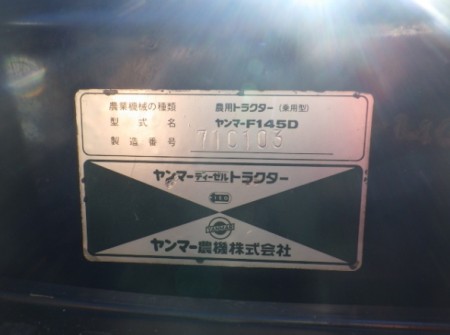 農業機械の種類 農用トラクター (乗用型)
型式名 ヤンマーF145D
製造番号 710103
ヤンマーディーゼルトラクター
ヤンマー農機株式会社